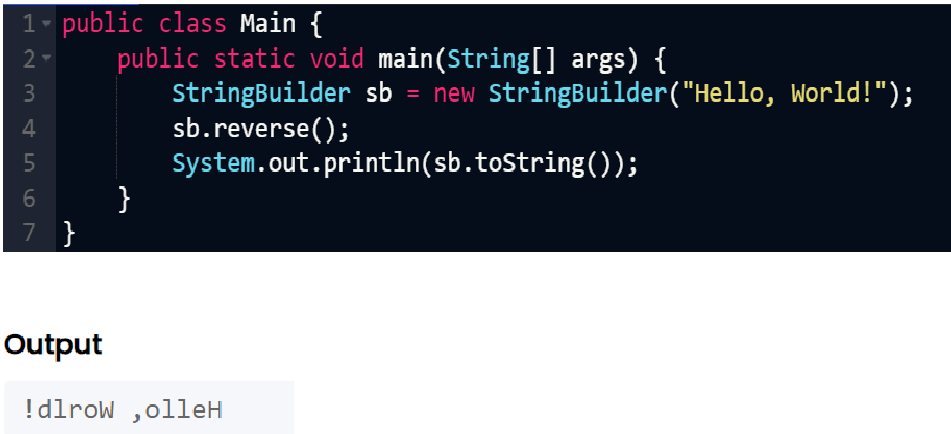 1 public class Main {
2     public static void main(String[] args) {
3         StringBuilder sb = new StringBuilder("Hello, World!");
4         sb.reverse();
5         System.out.println(sb.toString());
6     }
7 }
Output
!dlroW ,olleH